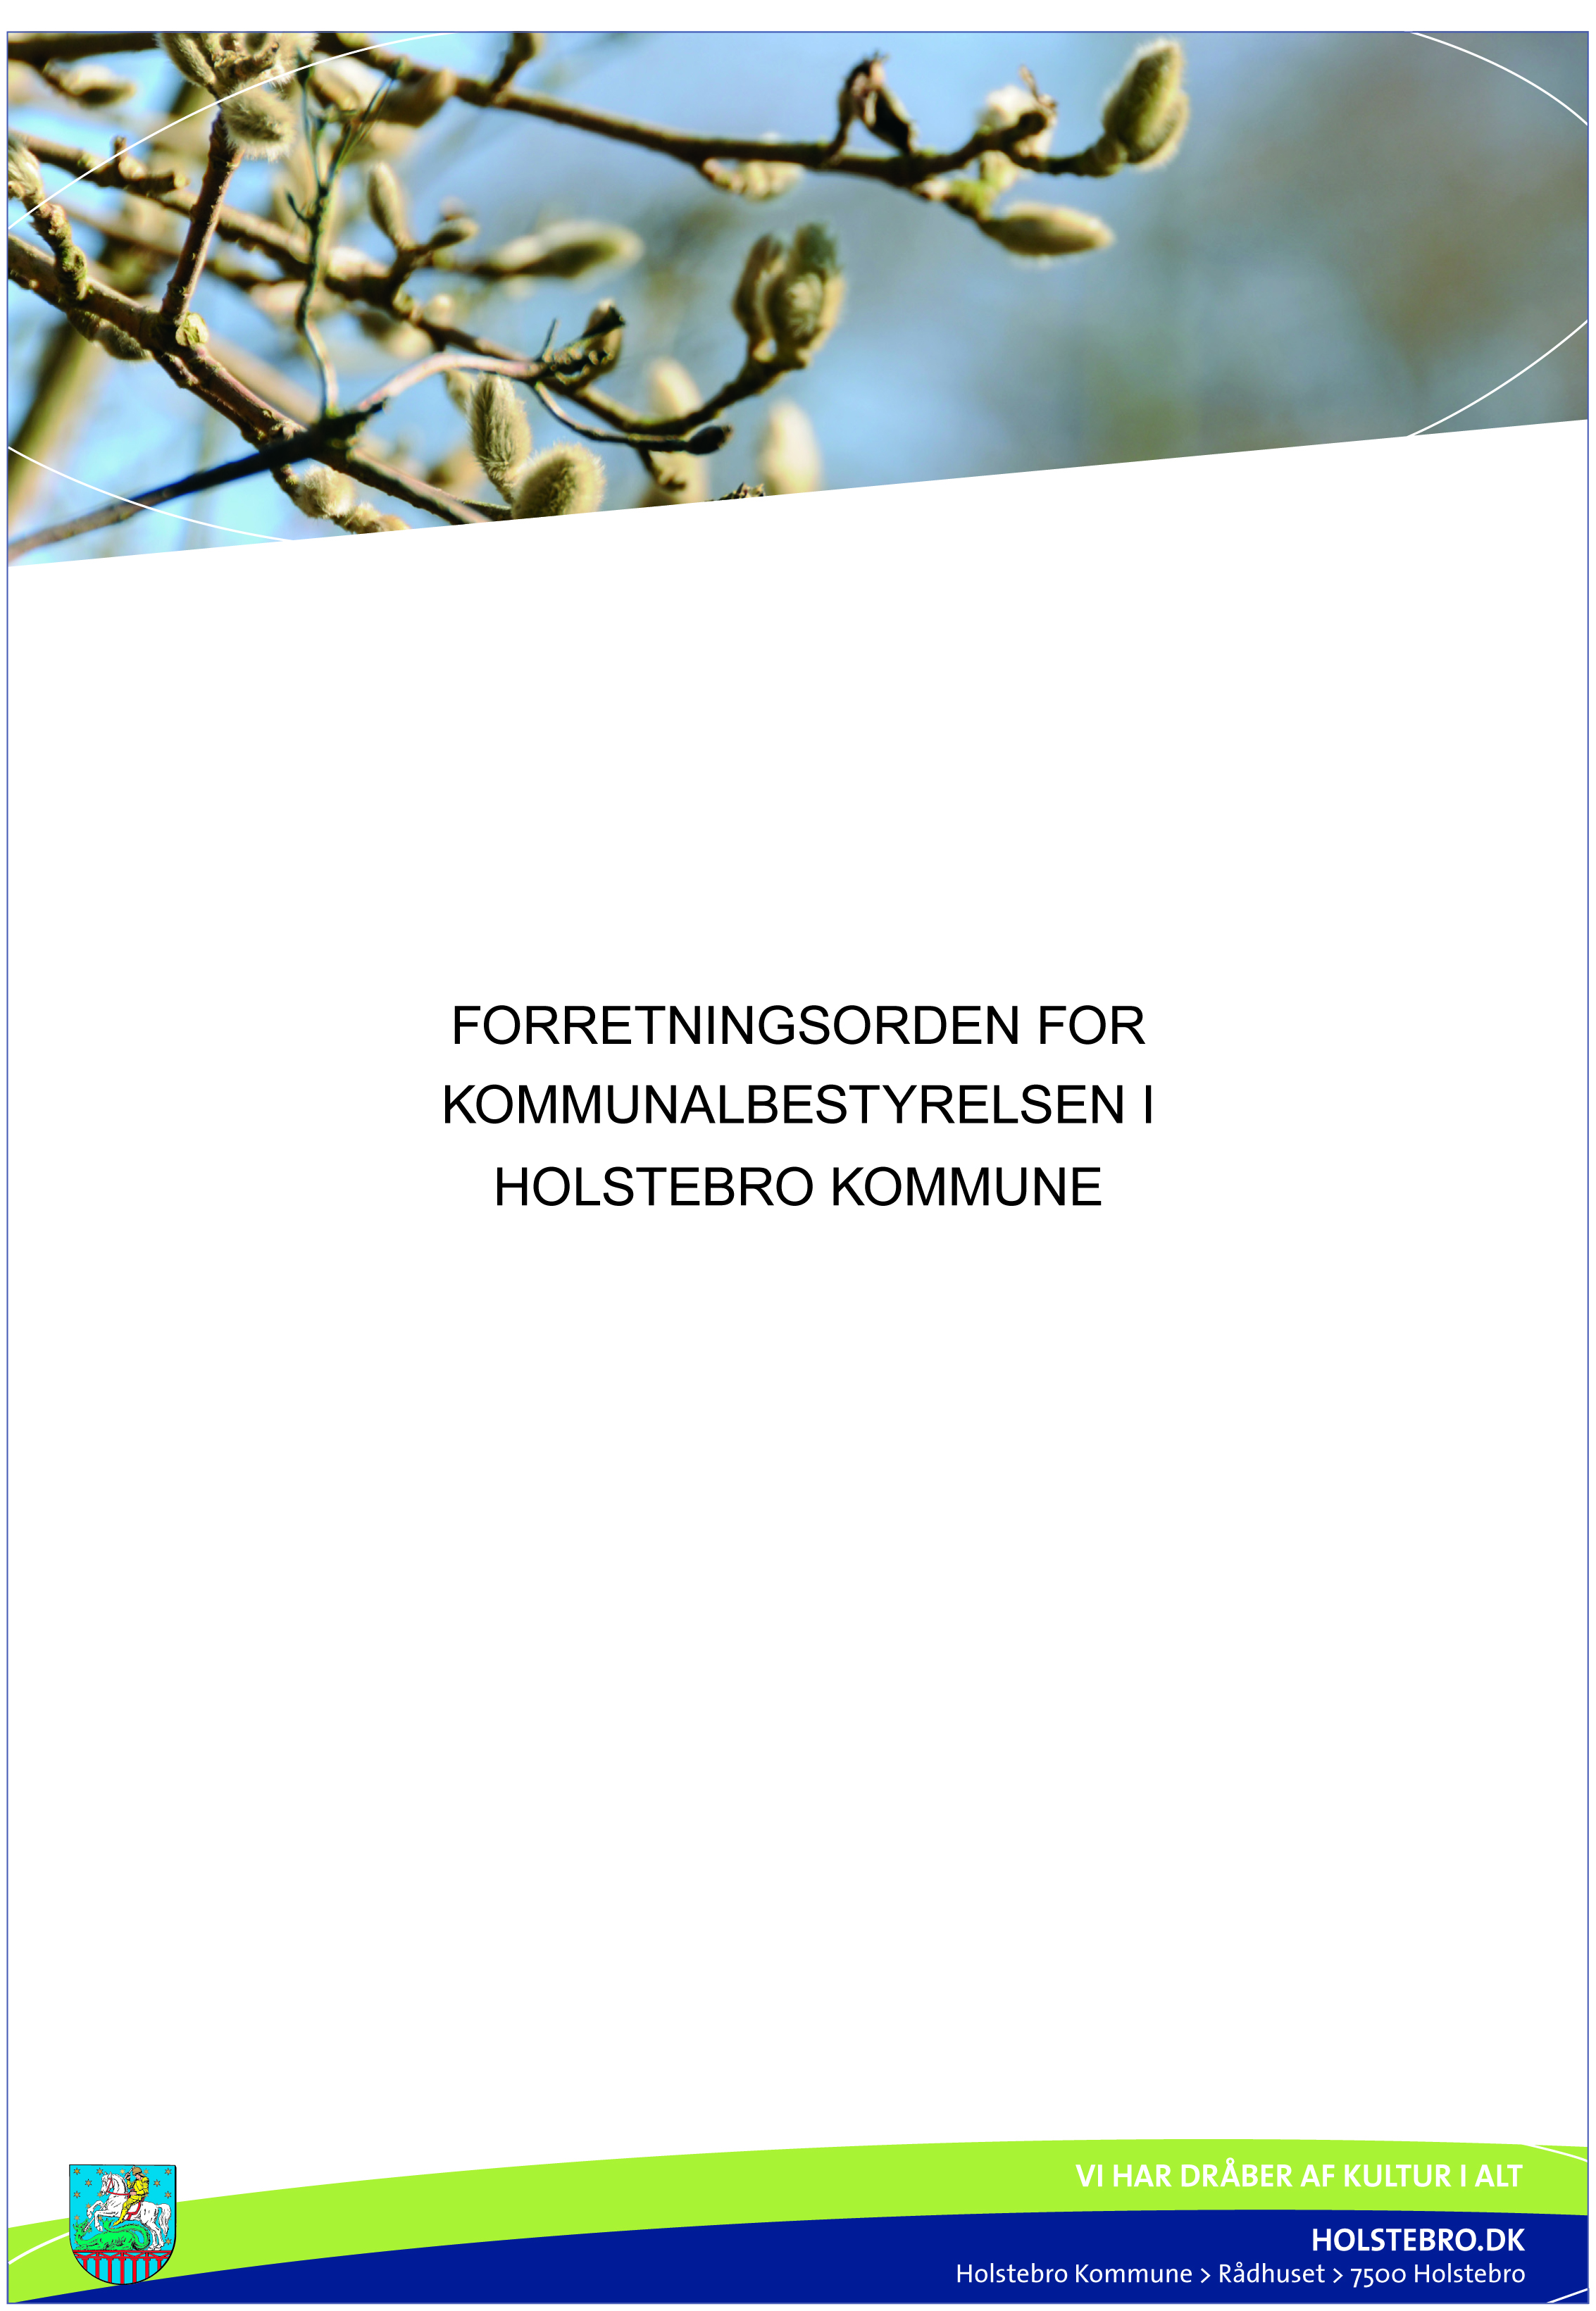 FORRETNINGSORDEN FOR
KOMMUNALBESTYRELSEN I
HOLSTEBRO KOMMUNE
VI HAR DRÅBER AF KULTUR I ALT
HOLSTEBRO.DK
Holstebro Kommune > Rådhuset > 7500 Holstebro